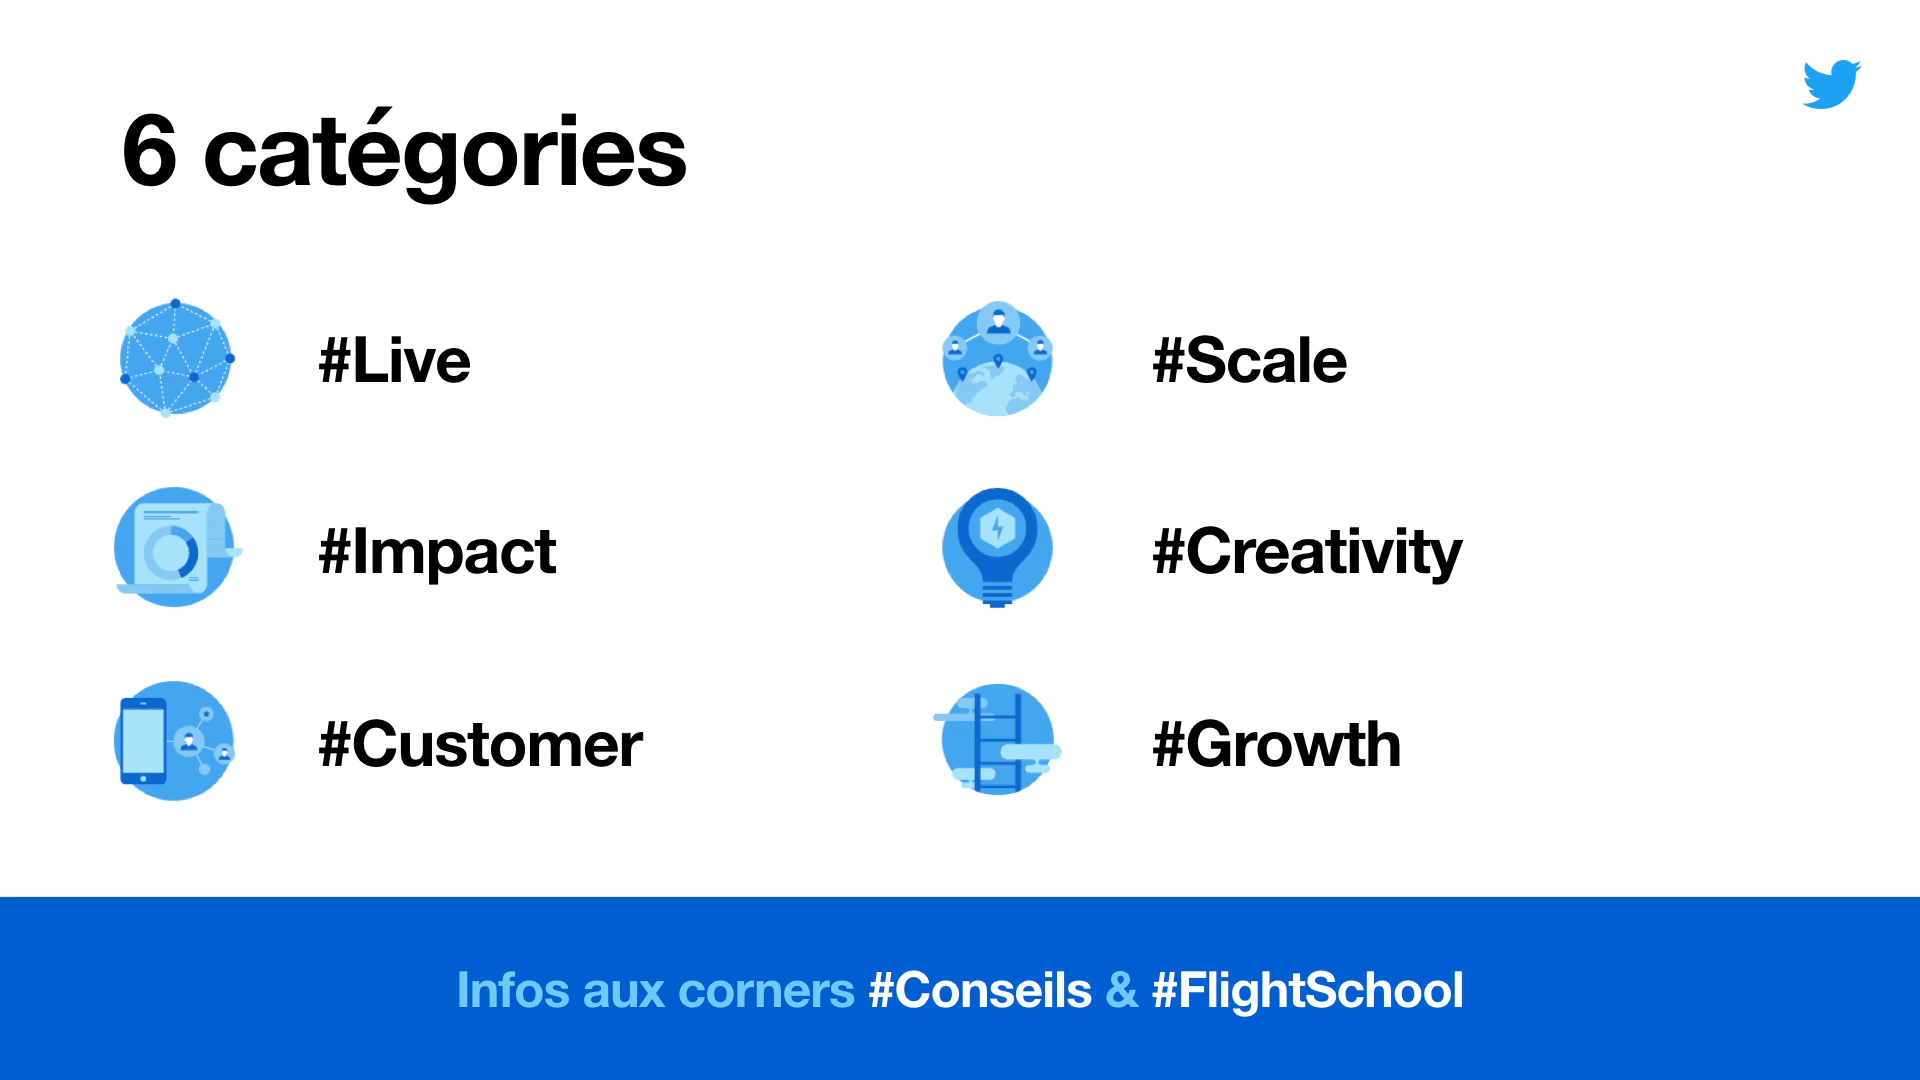 6 catégories
#Live
#Scale
#Impact
#Creativity
#Customer
#Growth
Infos aux corners #Conseils & #FlightSchool